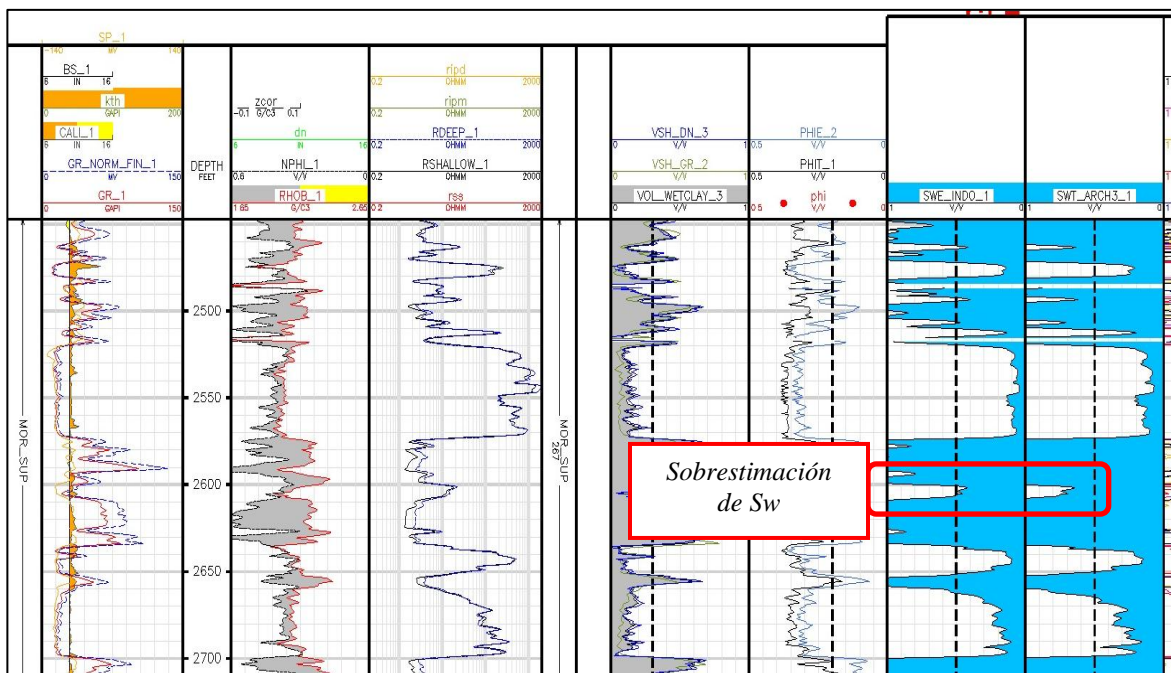 SP_1
-140 MV 140
BS_1
6 IN 16
kth
0 GAPI 200
CALI_1
6 IN 16
GR_NORM_FIN_1
0 MV 150
GR_1
0 GAPI 150
DEPTH
FEET
zcor
-0.1 G/C3 0.1
dn
6 IN 16
NPHI_1
0.6 V/V 0
RHOB_1
1.65 G/C3 2.65
ripd
0.2 OHMM 2000
ripm
0.2 OHMM 2000
RDEEP_1
0.2 OHMM 2000
RSHALLOW_1
0.2 OHMM 2000
rss
0.2 OHMM 2000
VSH_DN_3
0 V/V 1
VSH_GR_2
0 V/V 1
VOL_WETCLAY_3
0 V/V 1
PHIE_2
0.5 V/V 0
PHIT_1
0.5 V/V 0
phi
0.5 V/V 0
SWE_INDO_1
1 V/V 0
SWT_ARCH3_1
1 V/V 0
2500
2550
2600
2650
2700
MOR_SUP
MOR_SUP
267
Sobrestimación
de Sw